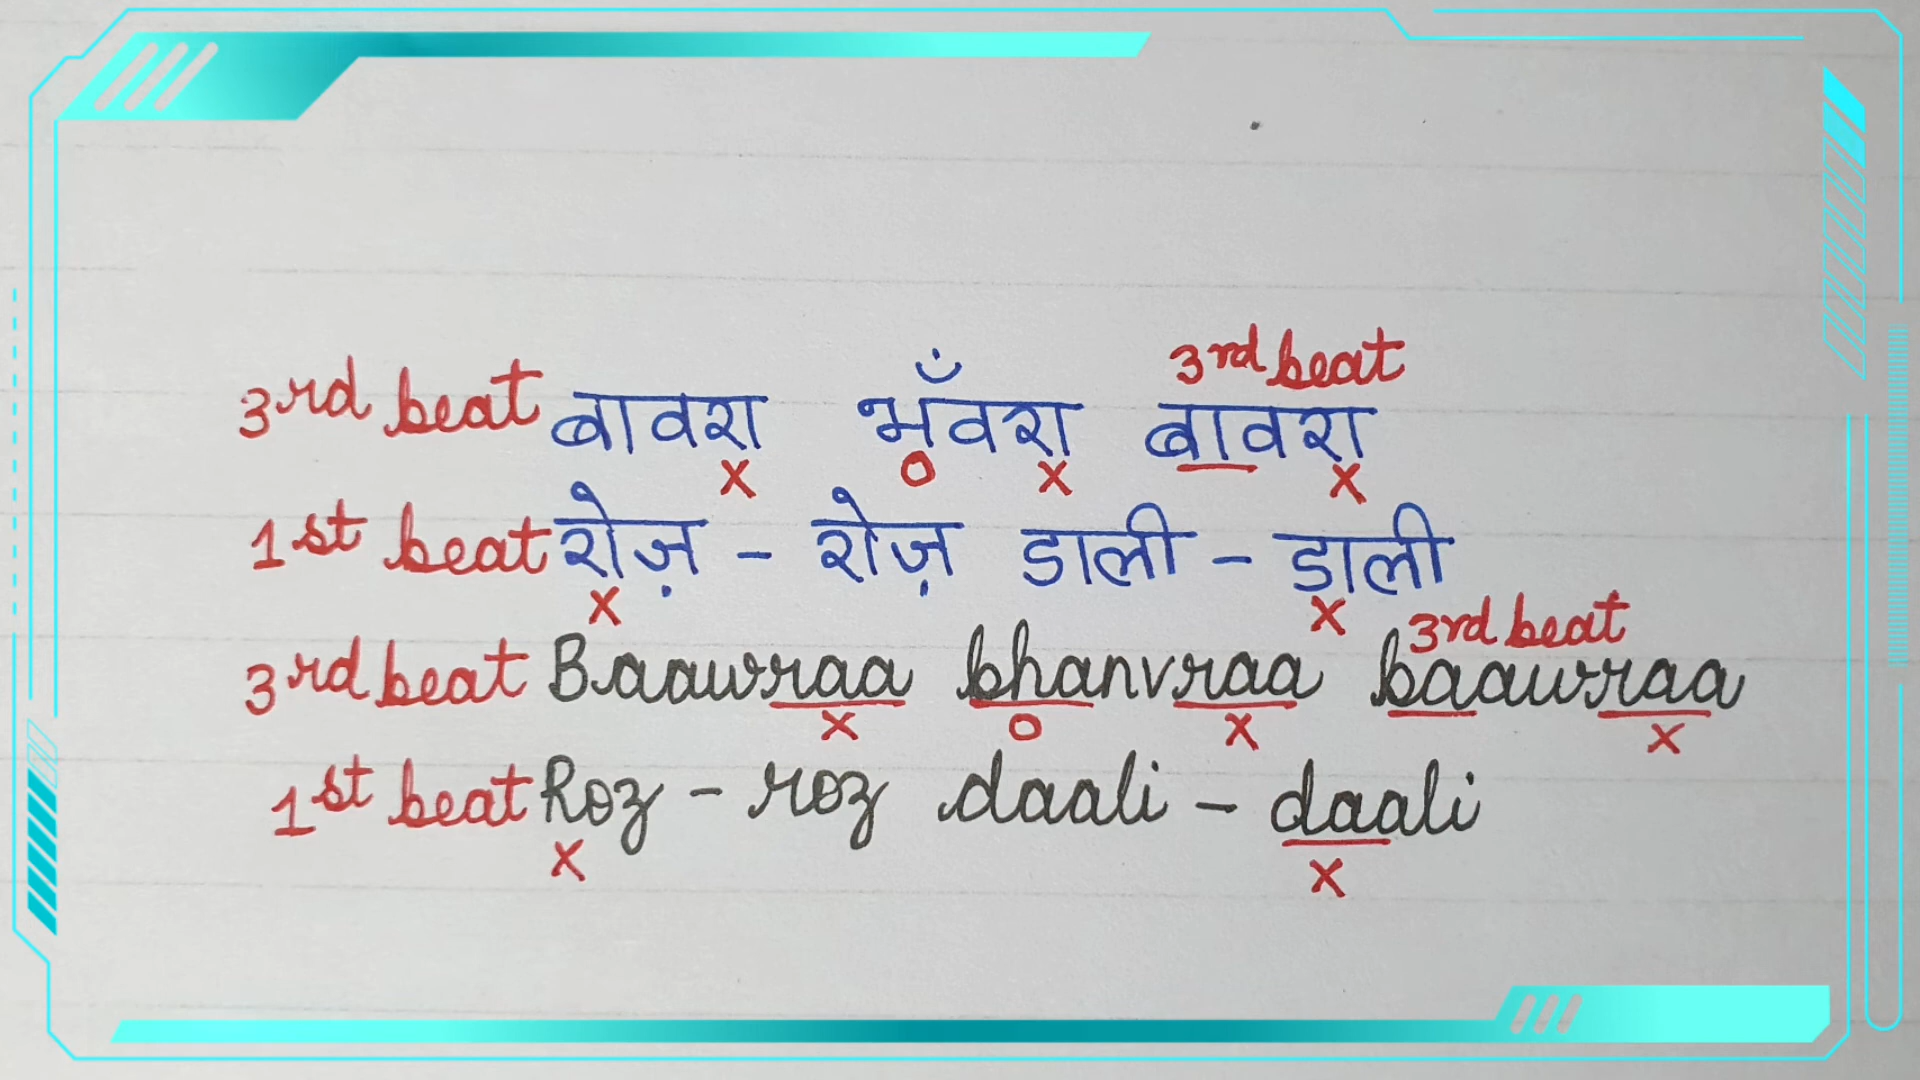 3rd beat
3rd beat बावरा भँवरा बावरा
x o x x
1st beat रोज़ - रोज़ डाली - डाली
x x
3rd beat
3rd beat Baawraa bhanvraa baawraa
x o x x
1st beat Roz - roz daali - daali
x x